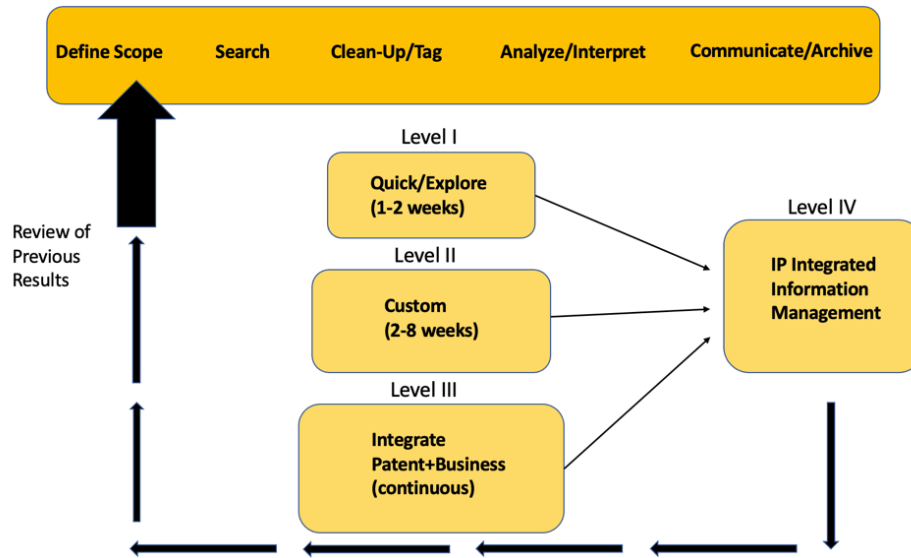 Define Scope Search Clean-Up/Tag Analyze/Interpret Communicate/Archive
Level I
Quick/Explore
(1-2 weeks)
Level IV
Review of
Previous
Results
Level II
IP Integrated
Information
Management
Custom
(2-8 weeks)
Level III
Integrate
Patent+Business
(continuous)